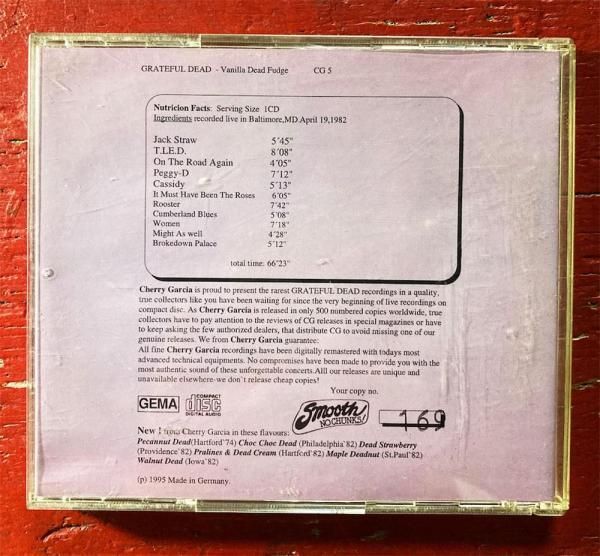 GRATEFUL DEAD - Vanilla Dead Fudge CG 5
Nutricion Facts: Serving Size 1CD
Ingredients recorded live in Baltimore,MD.April 19,1982
Jack Straw 5´45"
T.LE.D. 8´08"
On The Road Again 4´05"
Peggy-D 7´12"
Cassidy 5´13"
It Must Have Been The Roses 6´05"
Rooster 7´42"
Cumberland Blues 5´08"
Women 7´18"
Might As well 4´28"
Brokedown Palace 5´12"
total time: 66´23"
Cherry Garcia is proud to present the rarest GRATEFUL DEAD recordings in a quality,
true collectors like you have been waiting for since the very beginning of live recordings on
compact disc. As Cherry Garcia is released in only 500 numbered copies worldwide, true
collectors have to pay attention to the reviews of CG releases in special magazines or have
to keep asking the few authorized dealers, that distribute CG to avoid missing one of our
genuine releases. We from Cherry Garcia guarantee:
All fine Cherry Garcia recordings have been digitally remastered with todays most
advanced technical equipments. No compromises have been made to provide you with the
most authentic sound of these unforgettable concerts.All our releases are unique and
unavailable elsewhere-we don`t release cheap copies!
Your copy no.
GEMA COMPACT disc DIGITAL AUDIO Smooth NO CHUNKS! 169
New from Cherry Garcia in these flavours:
Pecannut Dead(Hartford'74) Choc Choc Dead (Philadelphia'82) Dead Strawberry
(Providence'82) Pralines & Dead Cream (Hartford'82) Maple Deadnut (St.Paul'82)
Walnut Dead (Iowa'82)
(p) 1995 Made in Germany.